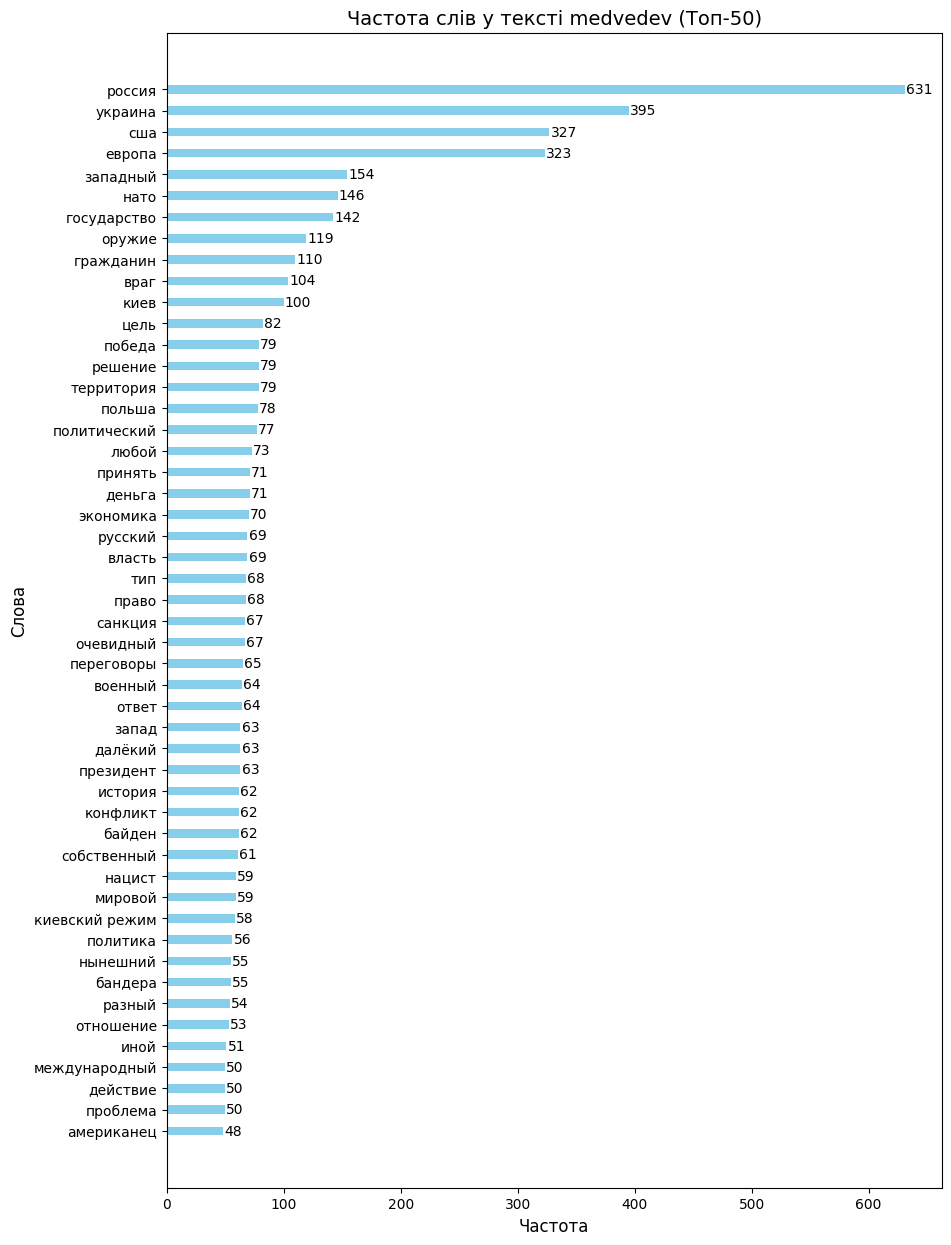 Частота слів у тексті medvedev (Топ-50)
россия 631
украина 395
сша 327
европа 323
западный 154
нато 146
государство 142
оружие 119
гражданин 110
враг 104
киев 100
цель 82
победа 79
решение 79
территория 79
польша 78
политический 77
любой 73
принять 71
деньга 71
экономика 70
русский 69
власть 69
тип 68
право 68
санкция 67
очевидный 67
переговоры 65
военный 64
ответ 64
запад 63
далёкий 63
президент 63
история 62
конфликт 62
байден 62
собственный 61
нацист 59
мировой 59
киевский режим 58
политика 56
нынешний 55
бандера 55
разный 54
отношение 53
иной 51
международный 50
действие 50
проблема 50
американец 48
0 100 200 300 400 500 600
Частота
Слова